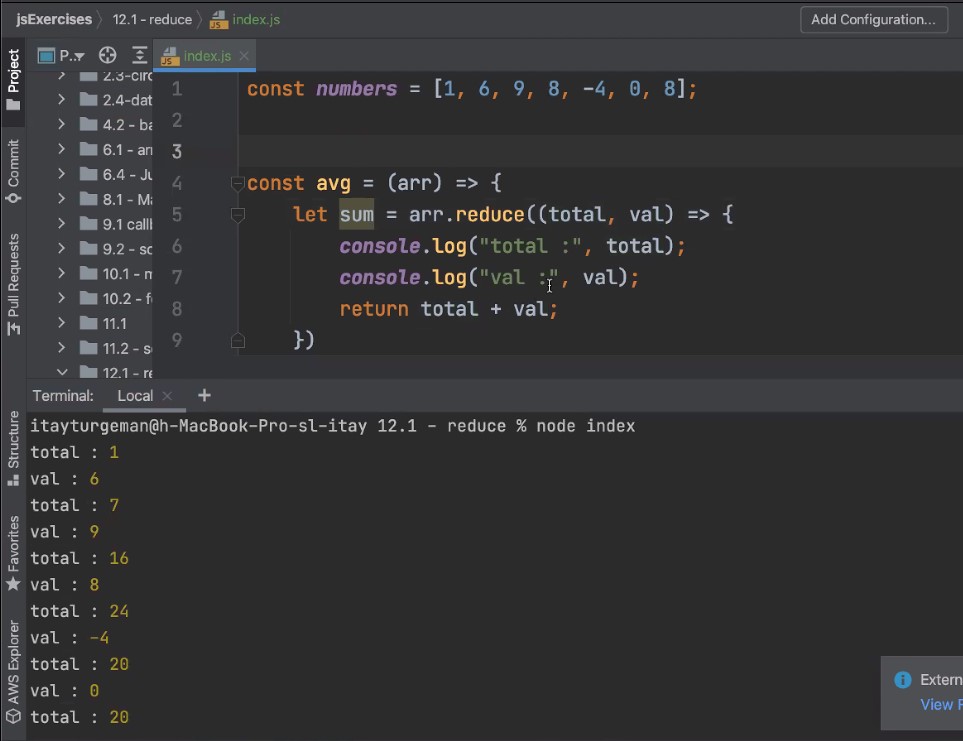 jsExercises 12.1 - reduce index.js Add Configuration...
Project
P... index.js
2.3-circ
2.4-dat
4.2 - ba
6.1 - arr
6.4 - Ju
8.1 - Ma
9.1 callb
9.2 - so
10.1 - m
10.2 - fo
11.1
11.2 - se
12.1 - re
Commit
Pull Requests
1 const numbers = [1, 6, 9, 8, -4, 0, 8];
2
3
4 const avg = (arr) => {
5 let sum = arr.reduce((total, val) => {
6 console.log("total :", total);
7 console.log("val :", val);
8 return total + val;
9 })
Terminal: Local +
Structure
Favorites
AWS Explorer
itayturgeman@h-MacBook-Pro-sl-itay 12.1 - reduce % node index
total : 1
val : 6
total : 7
val : 9
total : 16
val : 8
total : 24
val : -4
total : 20
val : 0
total : 20
Extern
View F